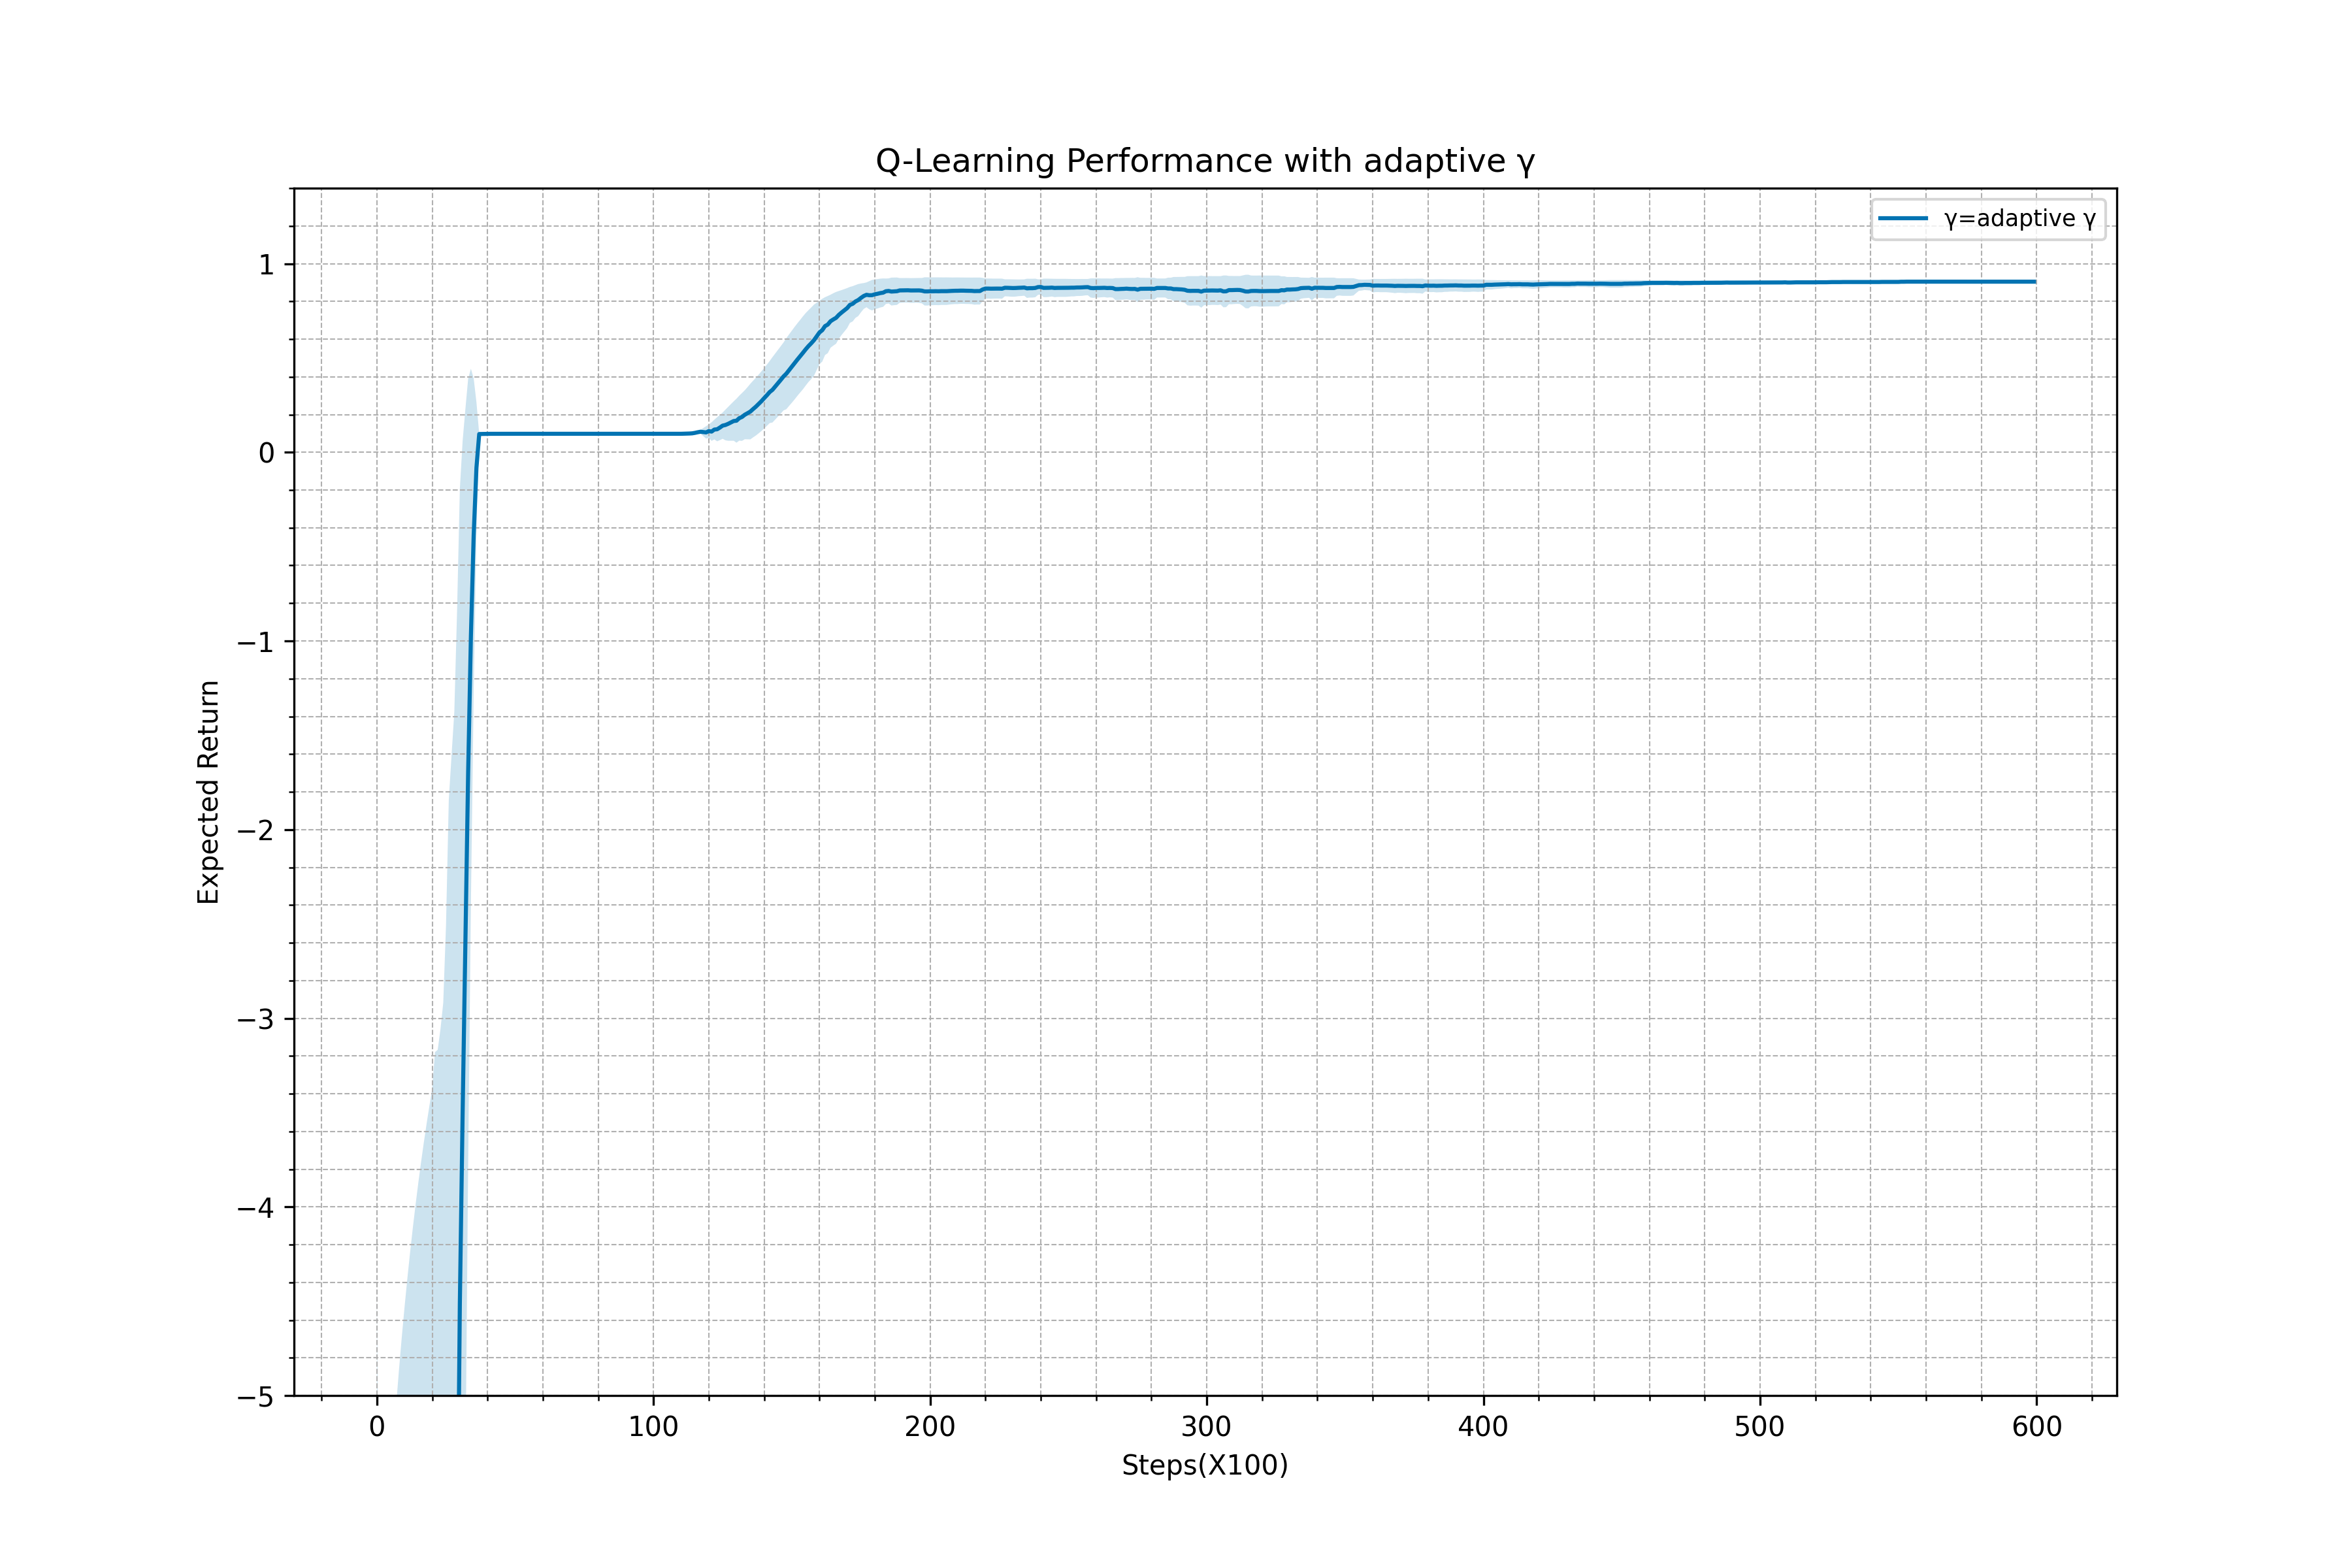 Q-Learning Performance with adaptive γ
γ=adaptive γ
1
0
−1
−2
−3
−4
−5
Expected Return
0 100 200 300 400 500 600
Steps(X100)